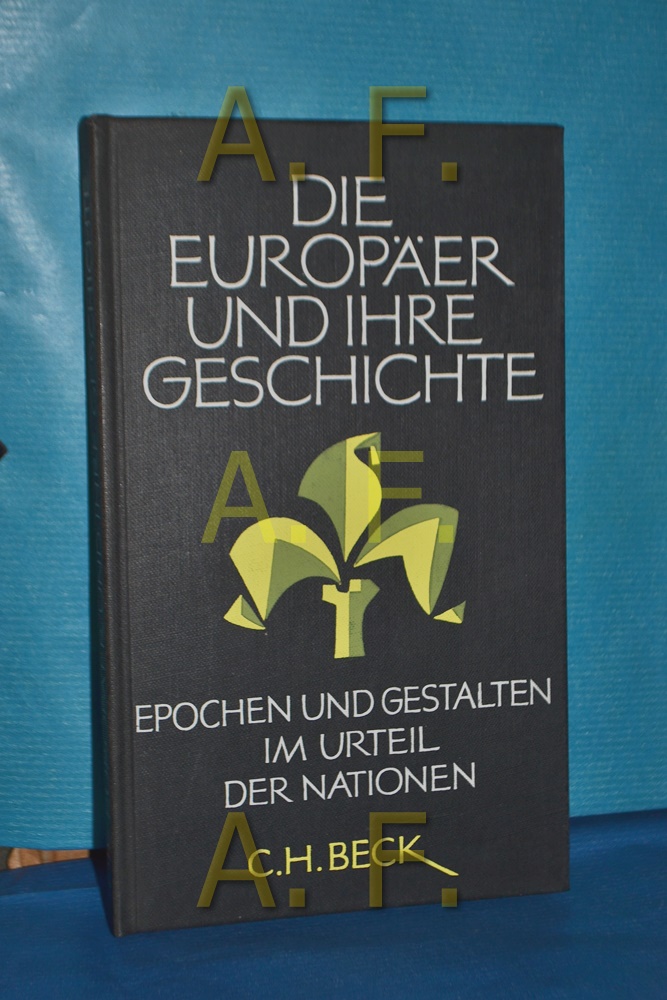 A. F.
DIE
EUROPÄER
UND IHRE
GESCHICHTE
A. F.
EPOCHEN UND GESTALTEN
IM URTEIL
DER NATIONEN
C.H.BECK
A. F.